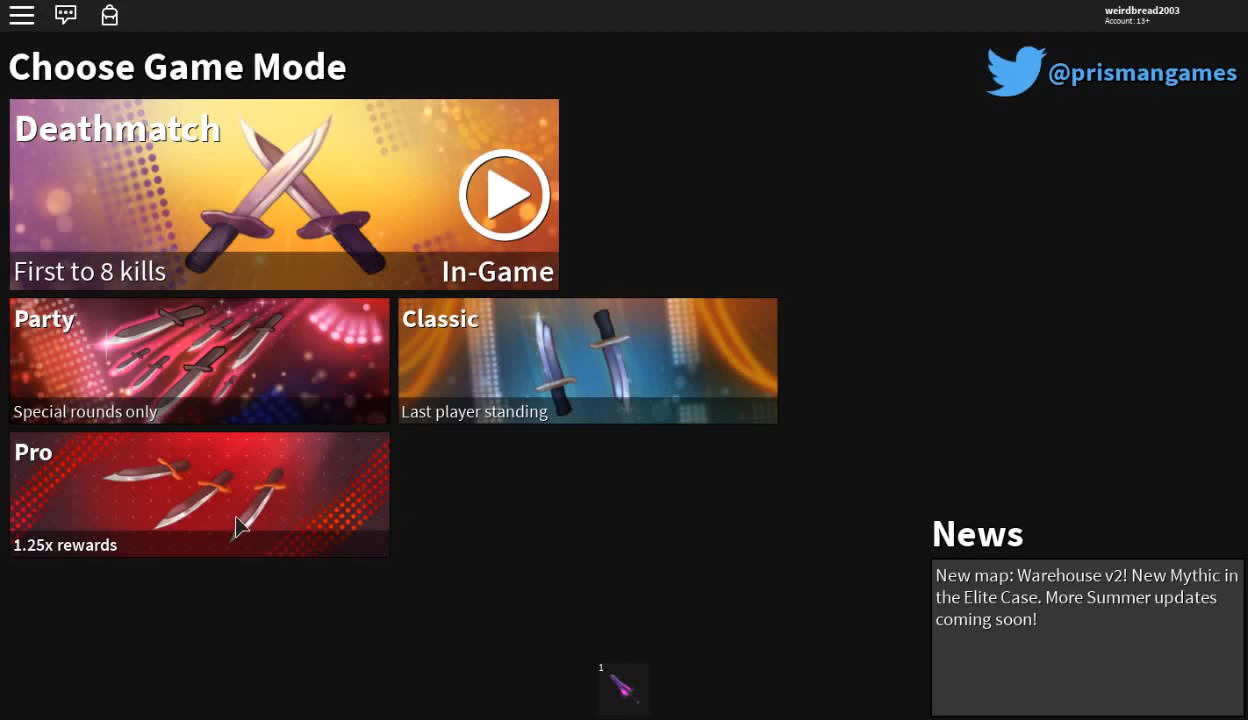 weirdbread2003
Account: 13+
Choose Game Mode
@prismangames
Deathmatch
First to 8 kills
In-Game
Party
Special rounds only
Classic
Last player standing
Pro
1.25x rewards
News
New map: Warehouse v2! New Mythic in
the Elite Case. More Summer updates
coming soon!
1